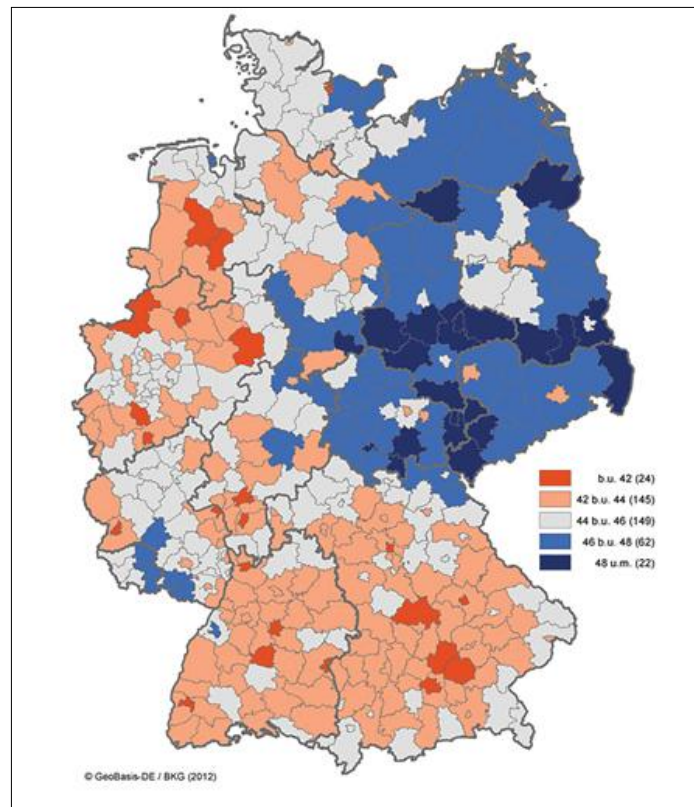 b.u. 42 (24)
42 b.u. 44 (145)
44 b.u. 46 (149)
46 b.u. 48 (62)
48 u.m. (22)
© GeoBasis-DE / BKG (2012)